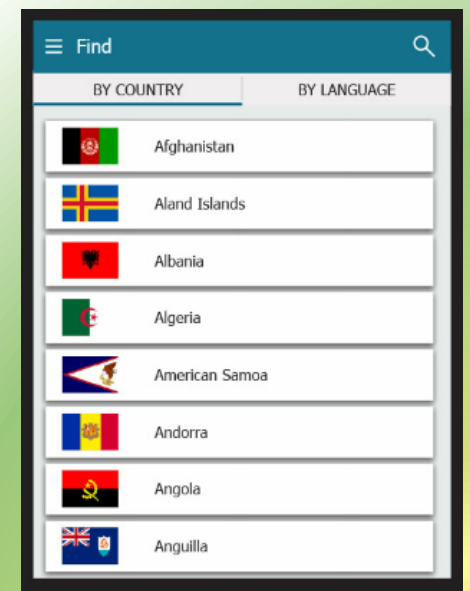 Find
BY COUNTRY BY LANGUAGE
Afghanistan
Aland Islands
Albania
Algeria
American Samoa
Andorra
Angola
Anguilla